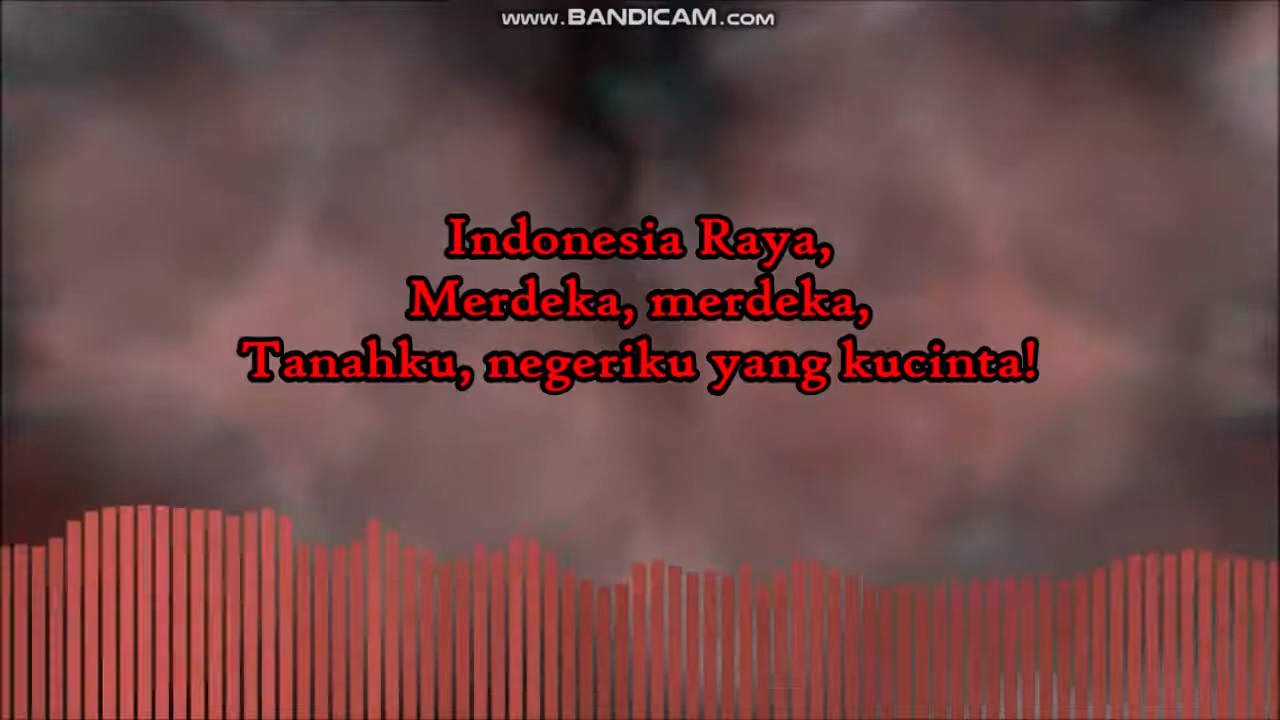 www.BANDICAM.com
Indonesia Raya,
Merdeka, merdeka,
Tanahku, negeriku yang kucinta!